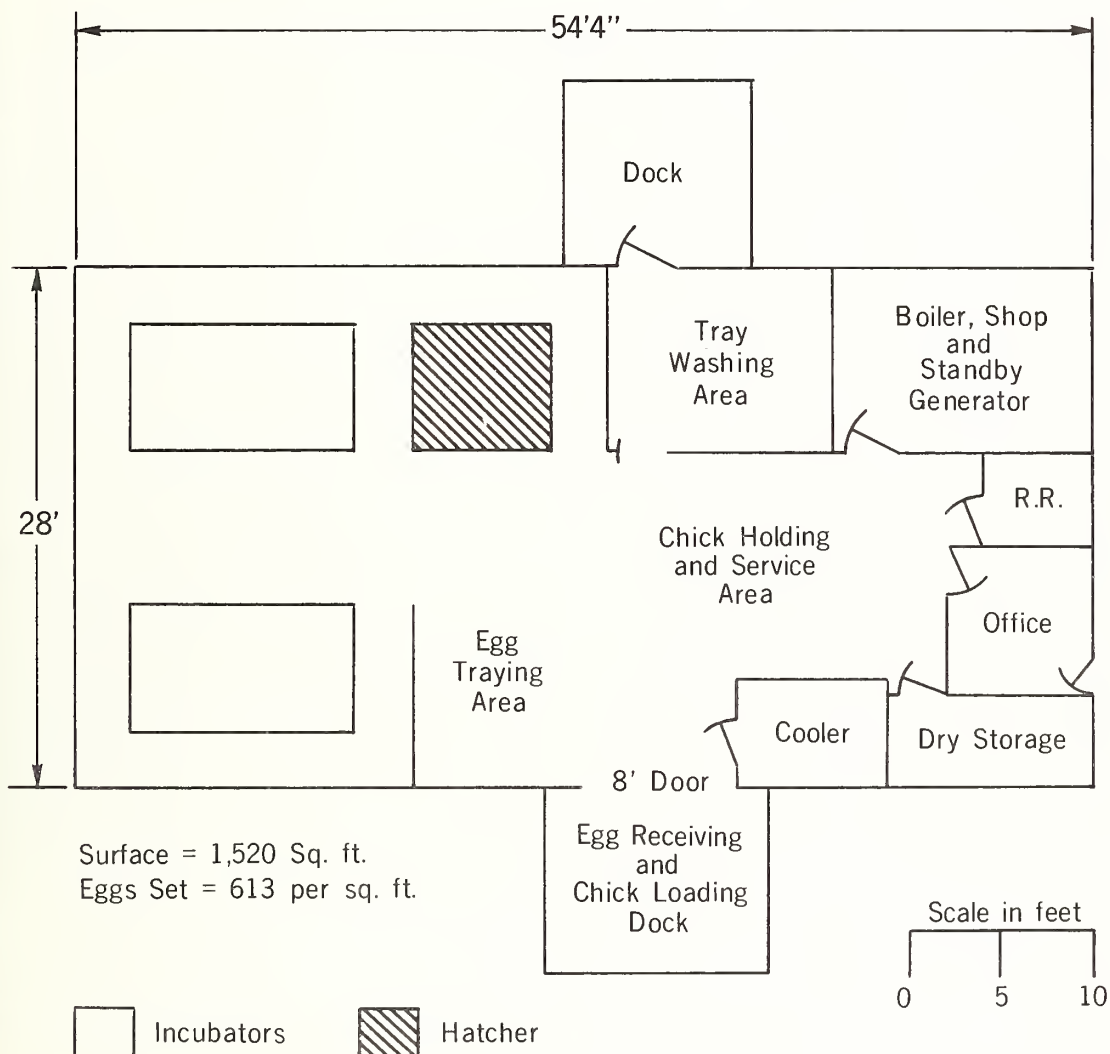 54'4"
Dock
Tray
Washing
Area
Boiler, Shop
and
Standby
Generator
28'
R.R.
Chick Holding
and Service
Area
Office
Egg
Traying
Area
Cooler
Dry Storage
8' Door
Egg Receiving
and
Chick Loading
Dock
Surface = 1,520 Sq. ft.
Eggs Set = 613 per sq. ft.
Scale in feet
0 5 10
Incubators
Hatcher